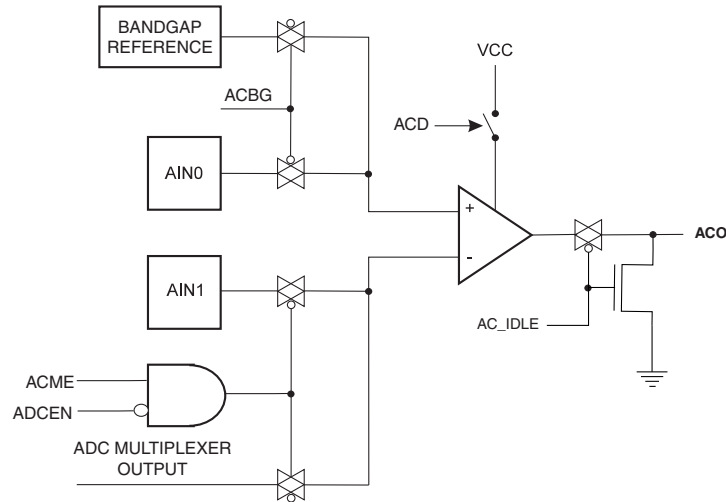 BANDGAP
REFERENCE
VCC
ACBG
ACD
AIN0
+
ACO
-
AIN1
AC_IDLE
ACME
ADCEN
ADC MULTIPLEXER
OUTPUT